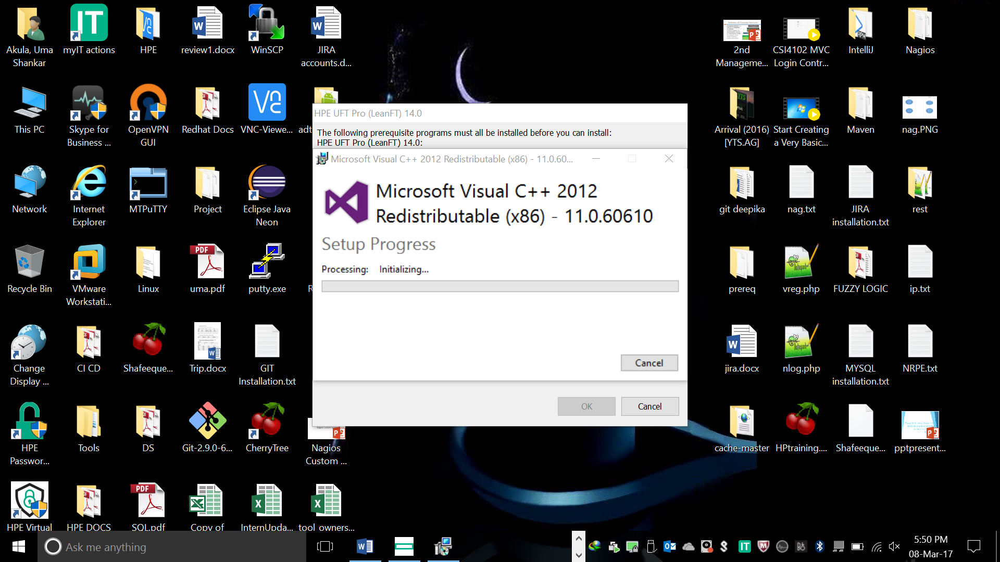 Akula, Uma
Shankar
myIT actions
HPE
review1.docx
WinSCP
JIRA
accounts.d...
2nd
Manageme...
CSI4102 MVC
Login Contr...
IntelliJ
Nagios
This PC
Skype for
Business ...
OpenVPN
GUI
Redhat Docs
VNC-Viewe...
adt
Arrival (2016)
[YTS.AG]
Start Creating
a Very Basic...
Maven
nag.PNG
HPE UFT Pro (LeanFT) 14.0
The following prerequisite programs must all be installed before you can install:
HPE UFT Pro (LeanFT) 14.0:
Microsoft Visual C++ 2012 Redistributable (x86) - 11.0.60...
Microsoft Visual C++ 2012
Redistributable (x86) - 11.0.60610
Setup Progress
Processing: Initializing...
Cancel
OK
Cancel
Network
Internet
Explorer
MTPuTTY
Project
Eclipse Java
Neon
git deepika
nag.txt
JIRA
installation.txt
rest
Recycle Bin
VMware
Workstati...
Linux
uma.pdf
putty.exe
R
prereq
vreg.php
FUZZY LOGIC
ip.txt
Change
Display ...
CI CD
Shafeeque...
Trip.docx
GIT
Installation.txt
jira.docx
nlog.php
MYSQL
installation.txt
NRPE.txt
HPE
Passwor...
Tools
DS
Git-2.9.0-6...
CherryTree
Nagios
Custom ...
cache-master
HPtraining....
Shafeeque...
pptpresent...
HPE Virtual
HPE DOCS
SQL.pdf
Copy of
InternUpda...
tool_owners...
Ask me anything
5:50 PM
08-Mar-17